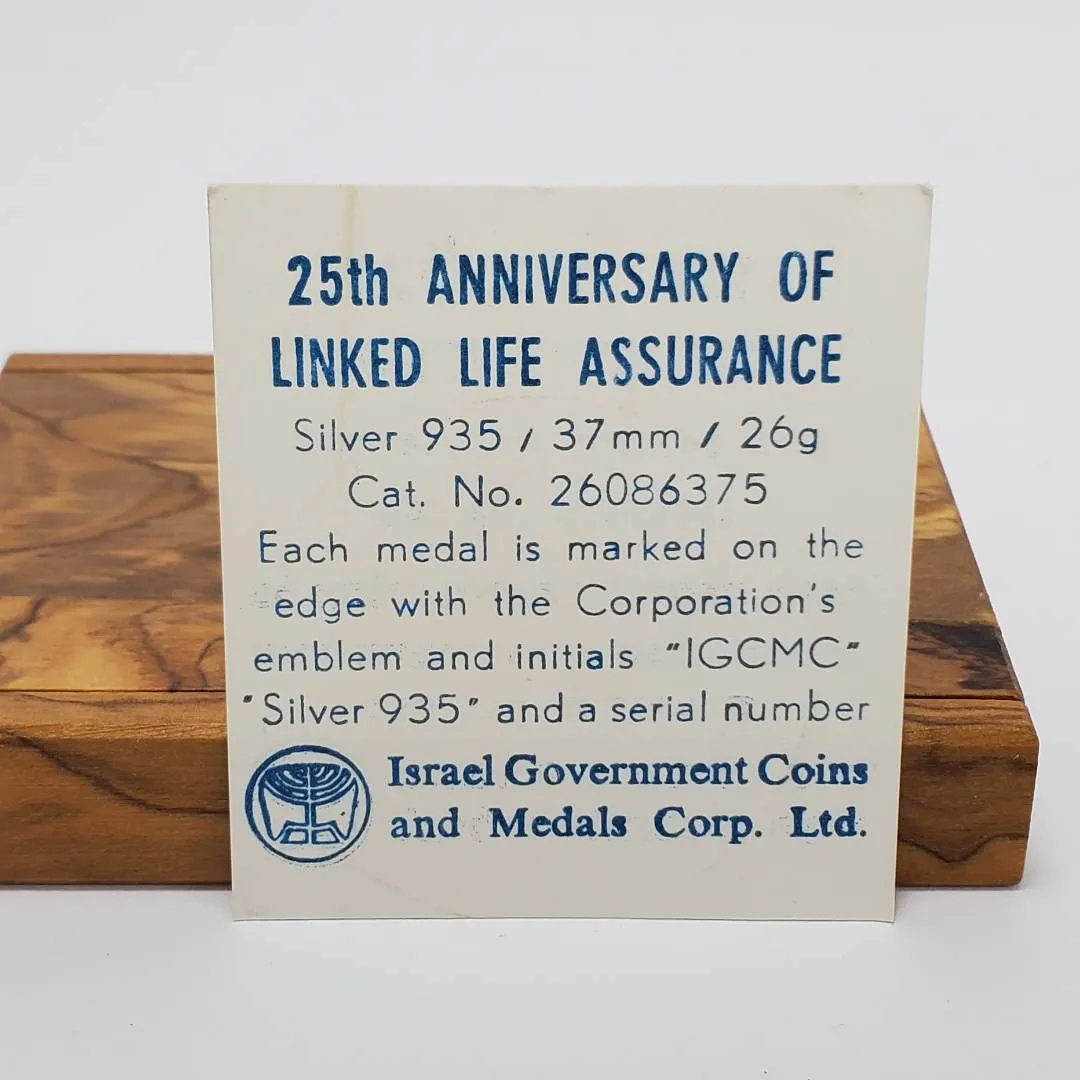 25th ANNIVERSARY OF
LINKED LIFE ASSURANCE
Silver 935 / 37mm / 26g
Cat. No. 26086375
Each medal is marked on the
edge with the Corporation's
emblem and initials "IGCMC"
"Silver 935" and a serial number
Israel Government Coins
and Medals Corp. Ltd.